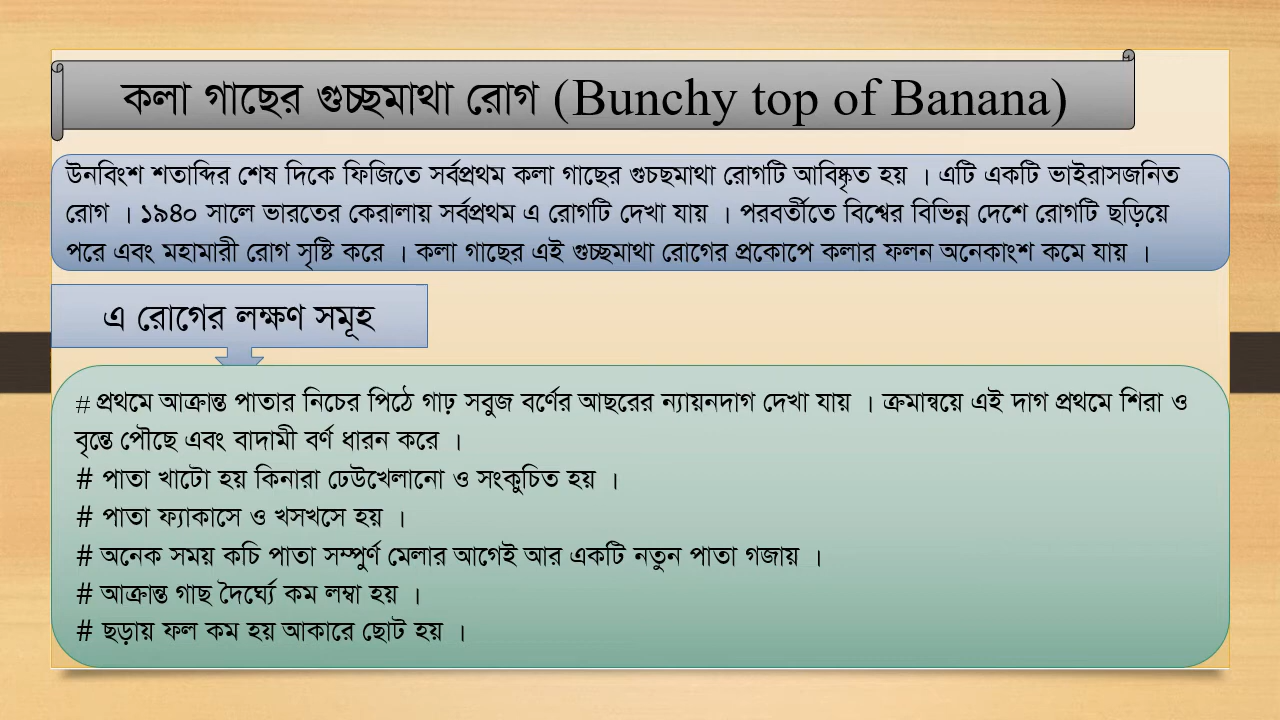 কলা গাছের গুচ্ছমাথা রোগ (Bunchy top of Banana)
উনবিংশ শতাব্দির শেষ দিকে ফিজিতে সর্বপ্রথম কলা গাছের গুচছমাথা রোগটি আবিষ্কৃত হয় । এটি একটি ভাইরাসজনিত
রোগ । ১৯৪০ সালে ভারতের কেরালায় সর্বপ্রথম এ রোগটি দেখা যায় । পরবর্তীতে বিশ্বের বিভিন্ন দেশে রোগটি ছড়িয়ে
পরে এবং মহামারী রোগ সৃষ্টি করে । কলা গাছের এই গুচ্ছমাথা রোগের প্রকোপে কলার ফলন অনেকাংশ কমে যায় ।
এ রোগের লক্ষণ সমূহ
# প্রথমে আক্রান্ত পাতার নিচের পিঠে গাঢ় সবুজ বর্ণের আছরের ন্যায়নদাগ দেখা যায় । ক্রমান্বয়ে এই দাগ প্রথমে শিরা ও
বৃন্তে পৌছে এবং বাদামী বর্ণ ধারন করে ।
# পাতা খাটো হয় কিনারা ঢেউখেলানো ও সংকুচিত হয় ।
# পাতা ফ্যাকাসে ও খসখসে হয় ।
# অনেক সময় কচি পাতা সম্পুর্ণ মেলার আগেই আর একটি নতুন পাতা গজায় ।
# আক্রান্ত গাছ দৈর্ঘ্যে কম লম্বা হয় ।
# ছড়ায় ফল কম হয় আকারে ছোট হয় ।